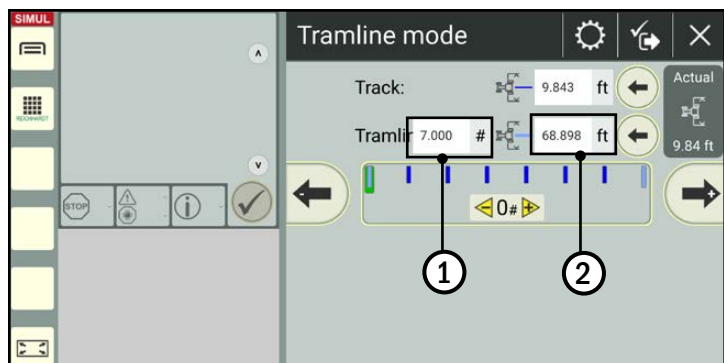 SIMUL
REICHHARDT
STOP
Tramline mode
Track:
9.843 ft
Actual
9.84 ft
Tramlin 7.000 # 68.898 ft
0#
1
2